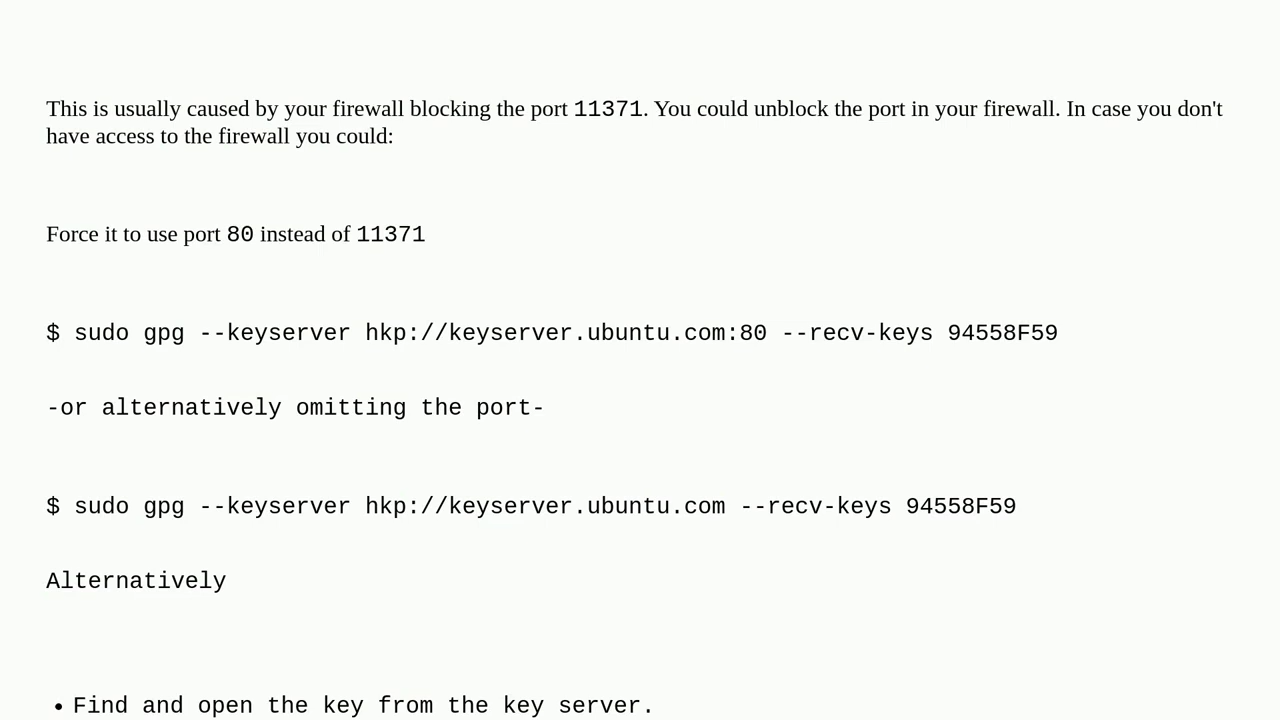 This is usually caused by your firewall blocking the port 11371. You could unblock the port in your firewall. In case you don't
have access to the firewall you could:
Force it to use port 80 instead of 11371
$ sudo gpg --keyserver hkp://keyserver.ubuntu.com:80 --recv-keys 94558F59
-or alternatively omitting the port-
$ sudo gpg --keyserver hkp://keyserver.ubuntu.com --recv-keys 94558F59
Alternatively
• Find and open the key from the key server.